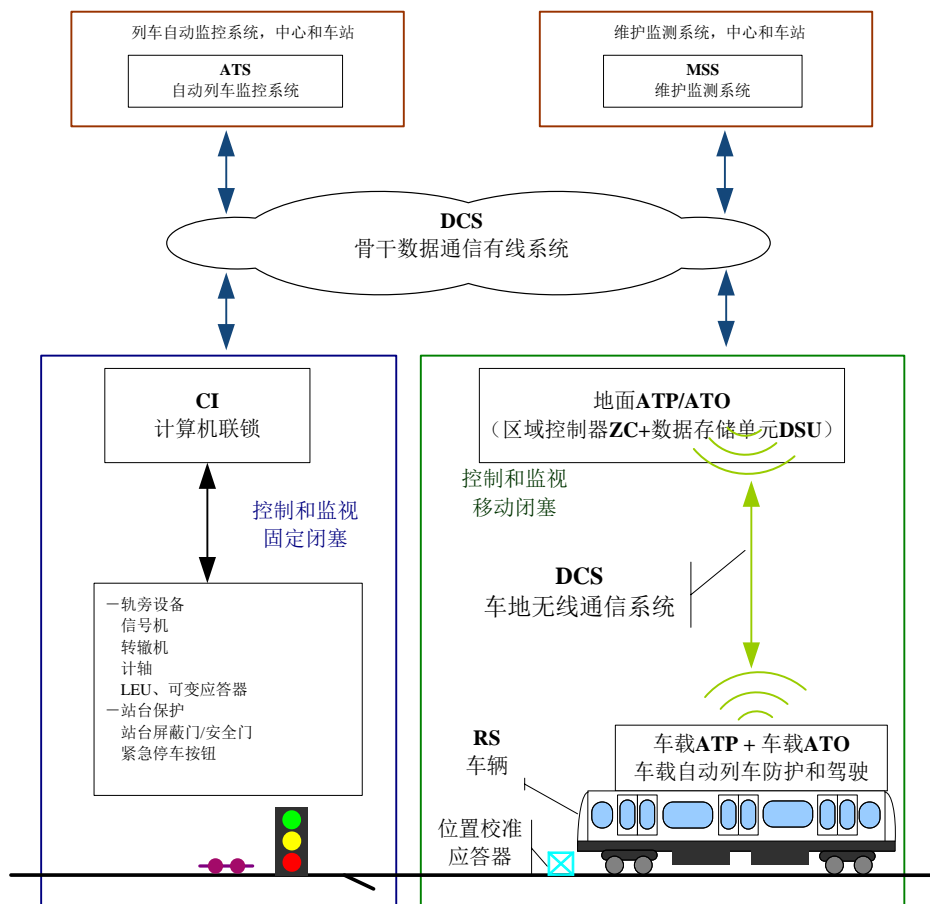 列车自动监控系统，中心和车站
ATS
自动列车监控系统
维护监测系统，中心和车站
MSS
维护监测系统
DCS
骨干数据通信有线系统
CI
计算机联锁
控制和监视
固定闭塞
－轨旁设备
信号机
转辙机
计轴
LEU、可变应答器
－站台保护
站台屏蔽门/安全门
紧急停车按钮
地面ATP/ATO
（区域控制器ZC+数据存储单元DSU）
控制和监视
移动闭塞
DCS
车地无线通信系统
RS
车辆
车载ATP + 车载ATO
车载自动列车防护和驾驶
位置校准
应答器